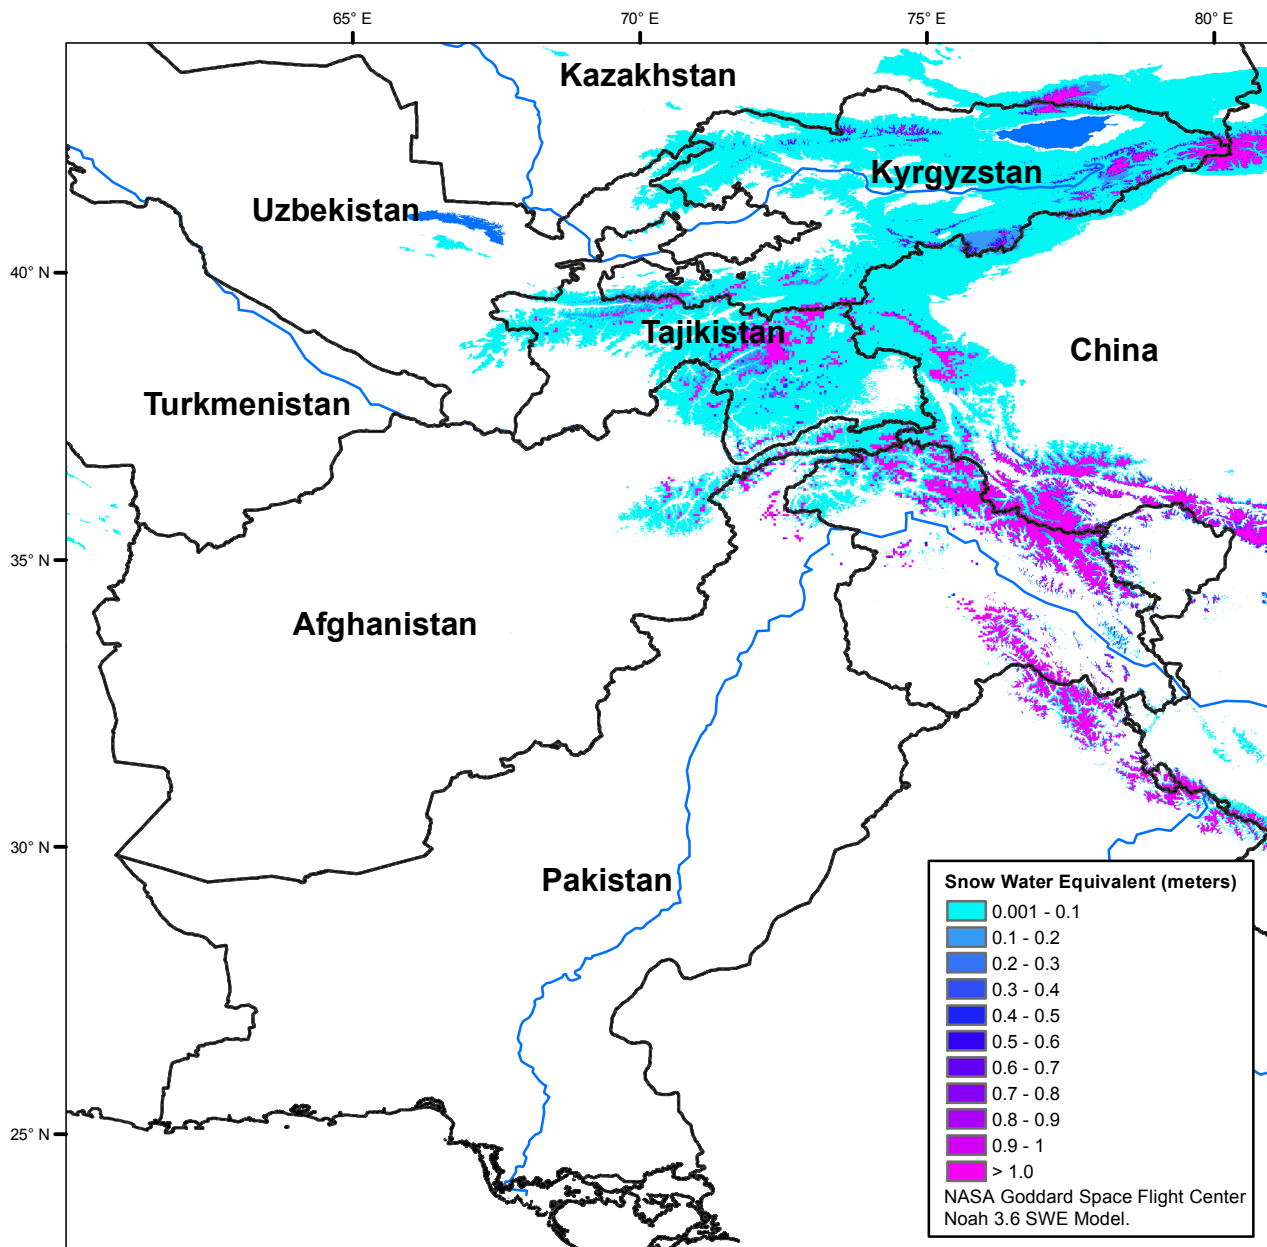 65° E
70° E
75° E
80° E
Kazakhstan
Kyrgyzstan
Uzbekistan
40° N
Tajikistan
China
Turkmenistan
35° N
Afghanistan
30° N
Pakistan
25° N
Snow Water Equivalent (meters)
0.001 - 0.1
0.1 - 0.2
0.2 - 0.3
0.3 - 0.4
0.4 - 0.5
0.5 - 0.6
0.6 - 0.7
0.7 - 0.8
0.8 - 0.9
0.9 - 1
> 1.0
NASA Goddard Space Flight Center
Noah 3.6 SWE Model.